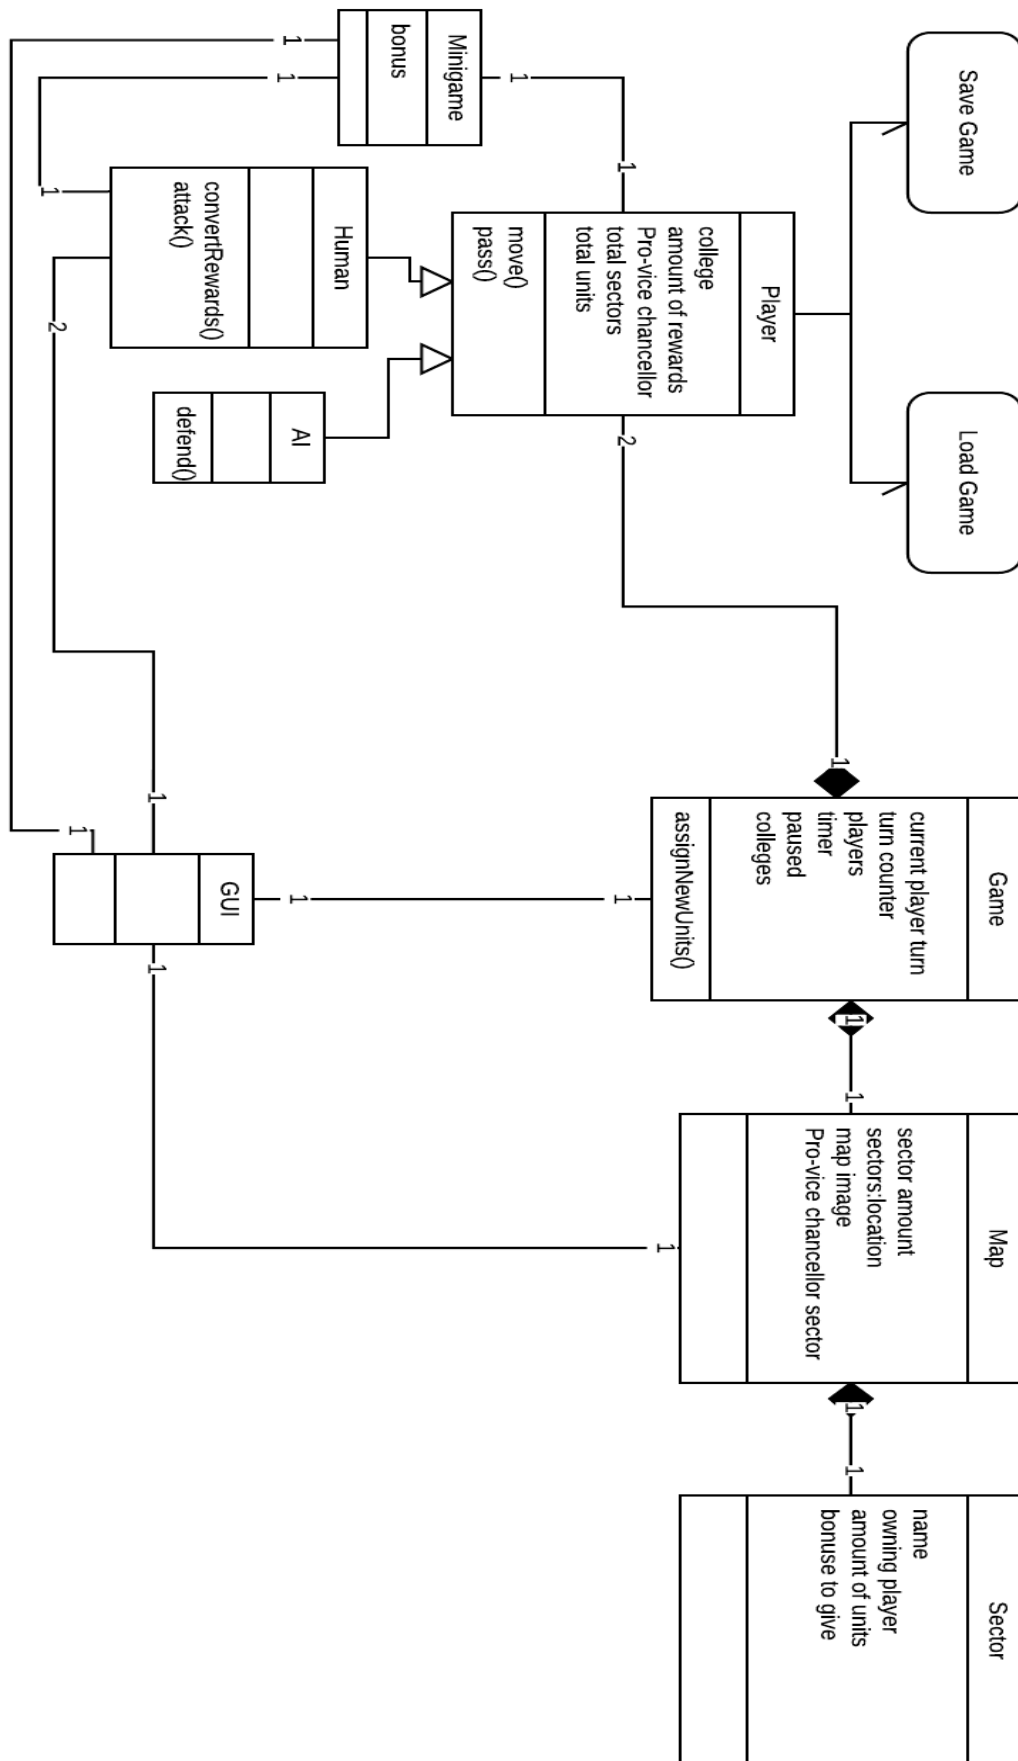 Save Game
Load Game
Game
current player turn
turn counter
players
timer
paused
colleges
assignNewUnits()
Map
sector amount
sectors:location
map image
Pro-vice chancellor sector
Sector
name
owning player
amount of units
bonuse to give
1
1
1
1
1
Player
college
amount of rewards
Pro-vice chancellor
total sectors
total units
move()
pass()
2
1
1
Minigame
bonus
1
1
Human
convertRewards()
attack()
1
2
AI
defend()
GUI
1
1
1
1
1
1